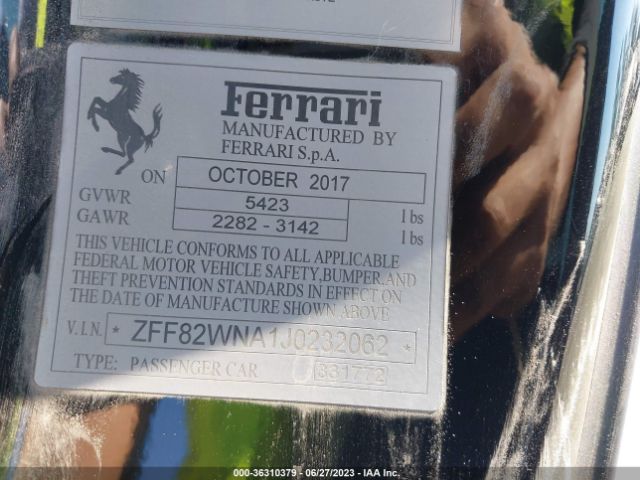 Ferrari
MANUFACTURED BY
FERRARI S.p.A.
ON OCTOBER 2017
GVWR 5423 lbs
GAWR 2282 - 3142 lbs
THIS VEHICLE CONFORMS TO ALL APPLICABLE
FEDERAL MOTOR VEHICLE SAFETY, BUMPER, AND
THEFT PREVENTION STANDARDS IN EFFECT ON
THE DATE OF MANUFACTURE SHOWN ABOVE
V.I.N. * ZFF82WNA1J0232062 *
TYPE: PASSENGER CAR 331772
000-36310379 - 06/27/2023 - IAA Inc.